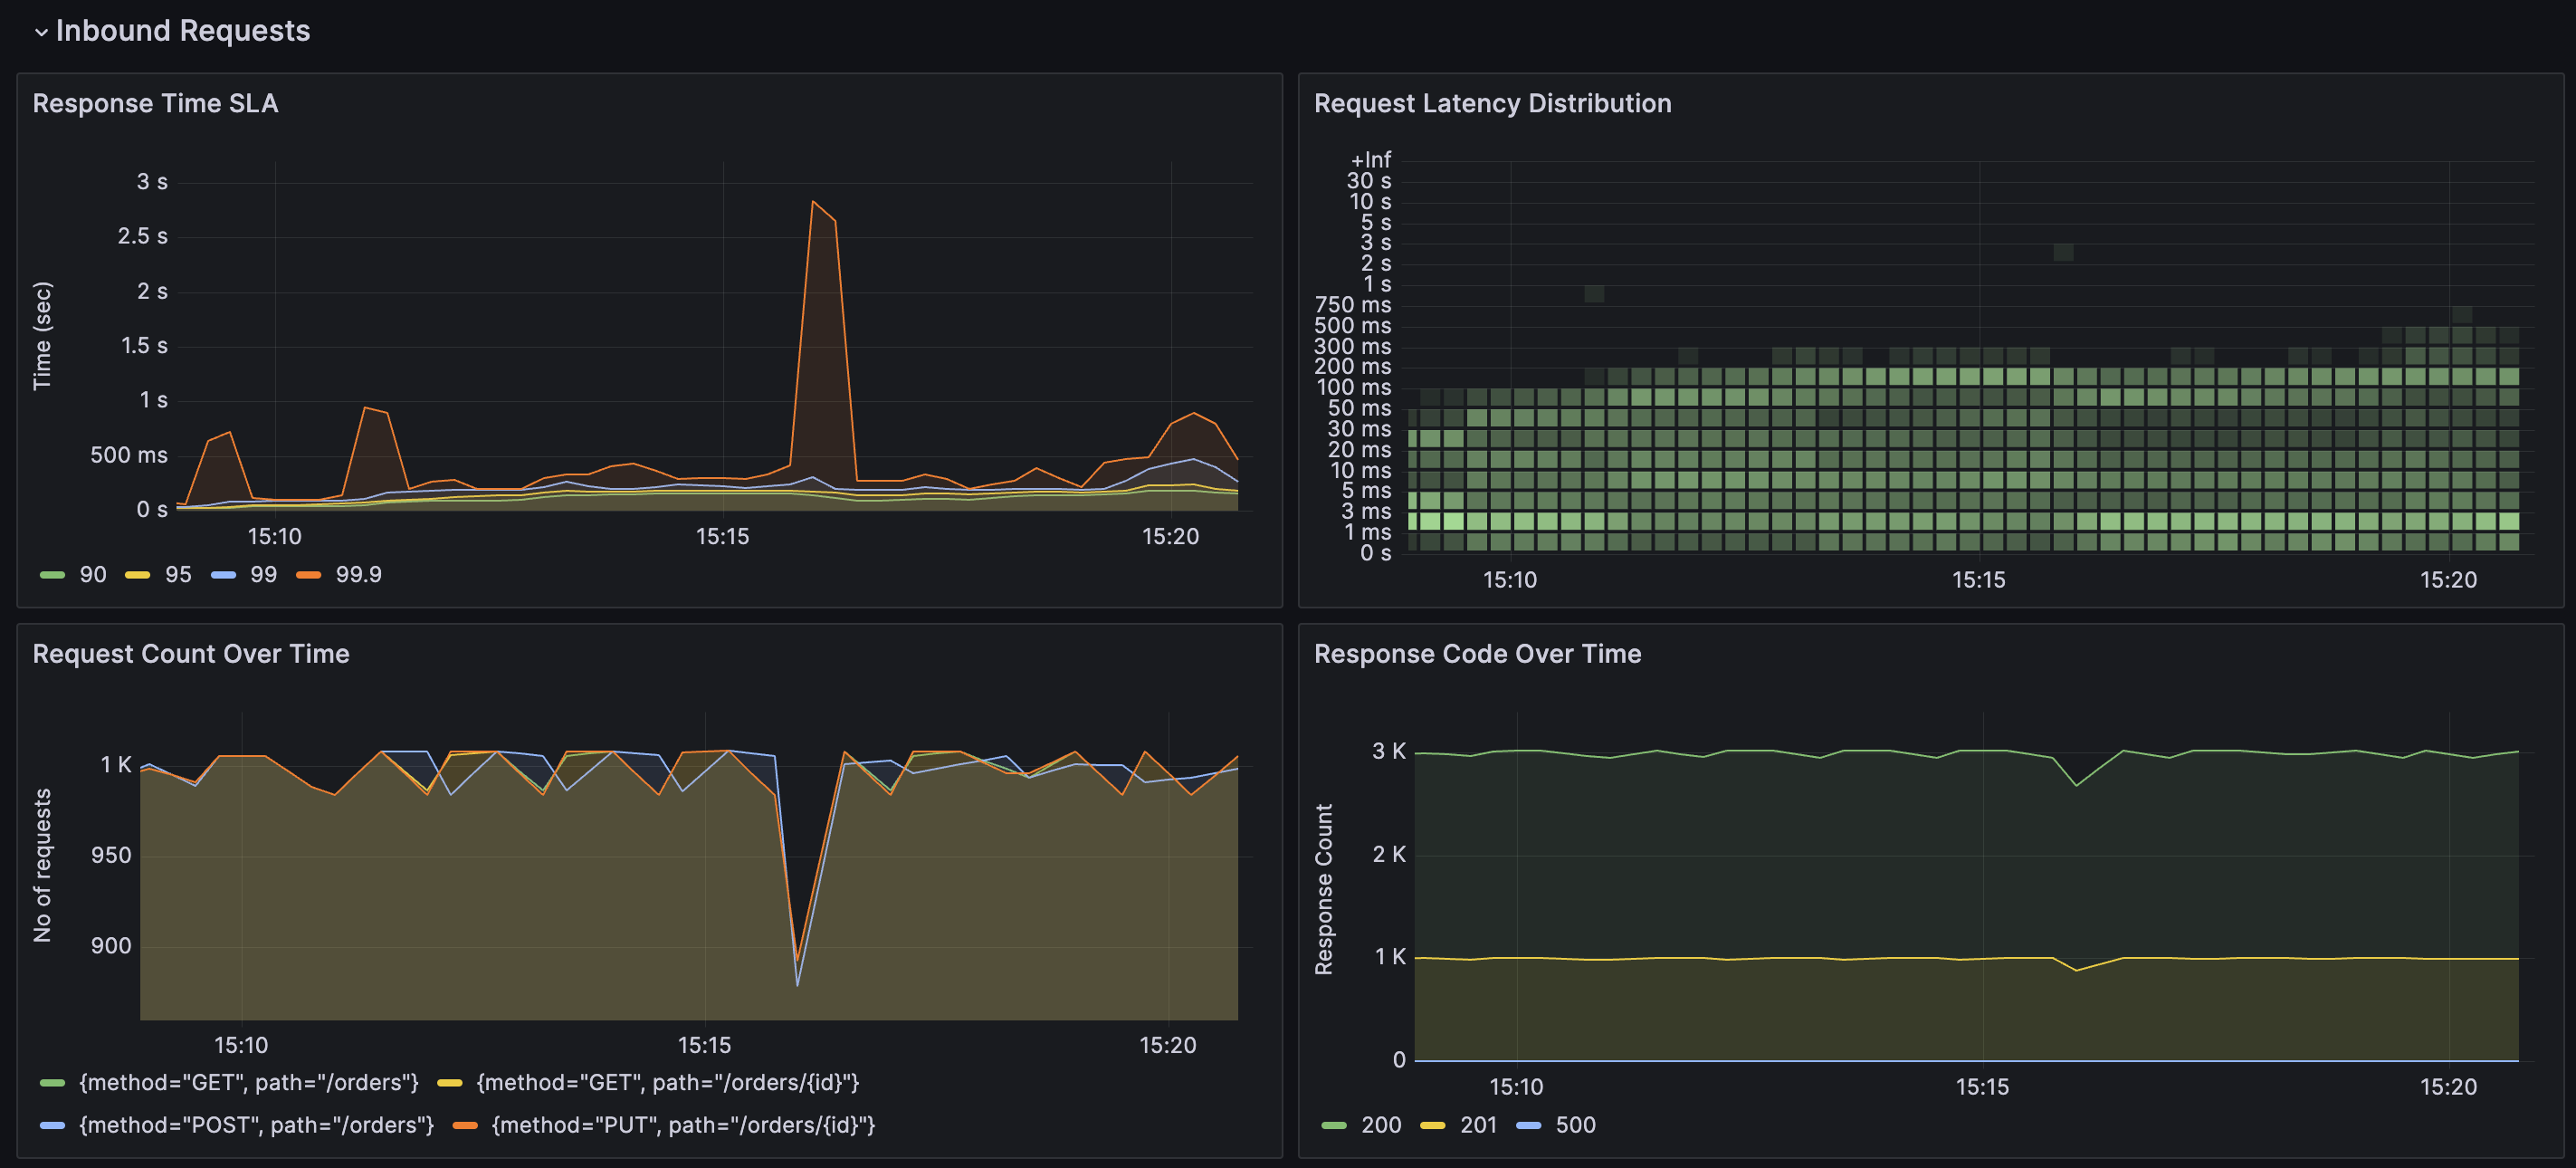 Inbound Requests
Response Time SLA
Time (sec)
3 s
2.5 s
2 s
1.5 s
1 s
500 ms
0 s
15:10 15:15 15:20
90 95 99 99.9
Request Latency Distribution
+Inf
30 s
10 s
5 s
3 s
2 s
1 s
750 ms
500 ms
300 ms
200 ms
100 ms
50 ms
30 ms
20 ms
10 ms
5 ms
3 ms
1 ms
0 s
15:10 15:15 15:20
Request Count Over Time
No of requests
1 K
950
900
15:10 15:15 15:20
{method="GET", path="/orders"} {method="GET", path="/orders/{id}"}
{method="POST", path="/orders"} {method="PUT", path="/orders/{id}"}
Response Code Over Time
Response Count
3 K
2 K
1 K
0
15:10 15:15 15:20
200 201 500